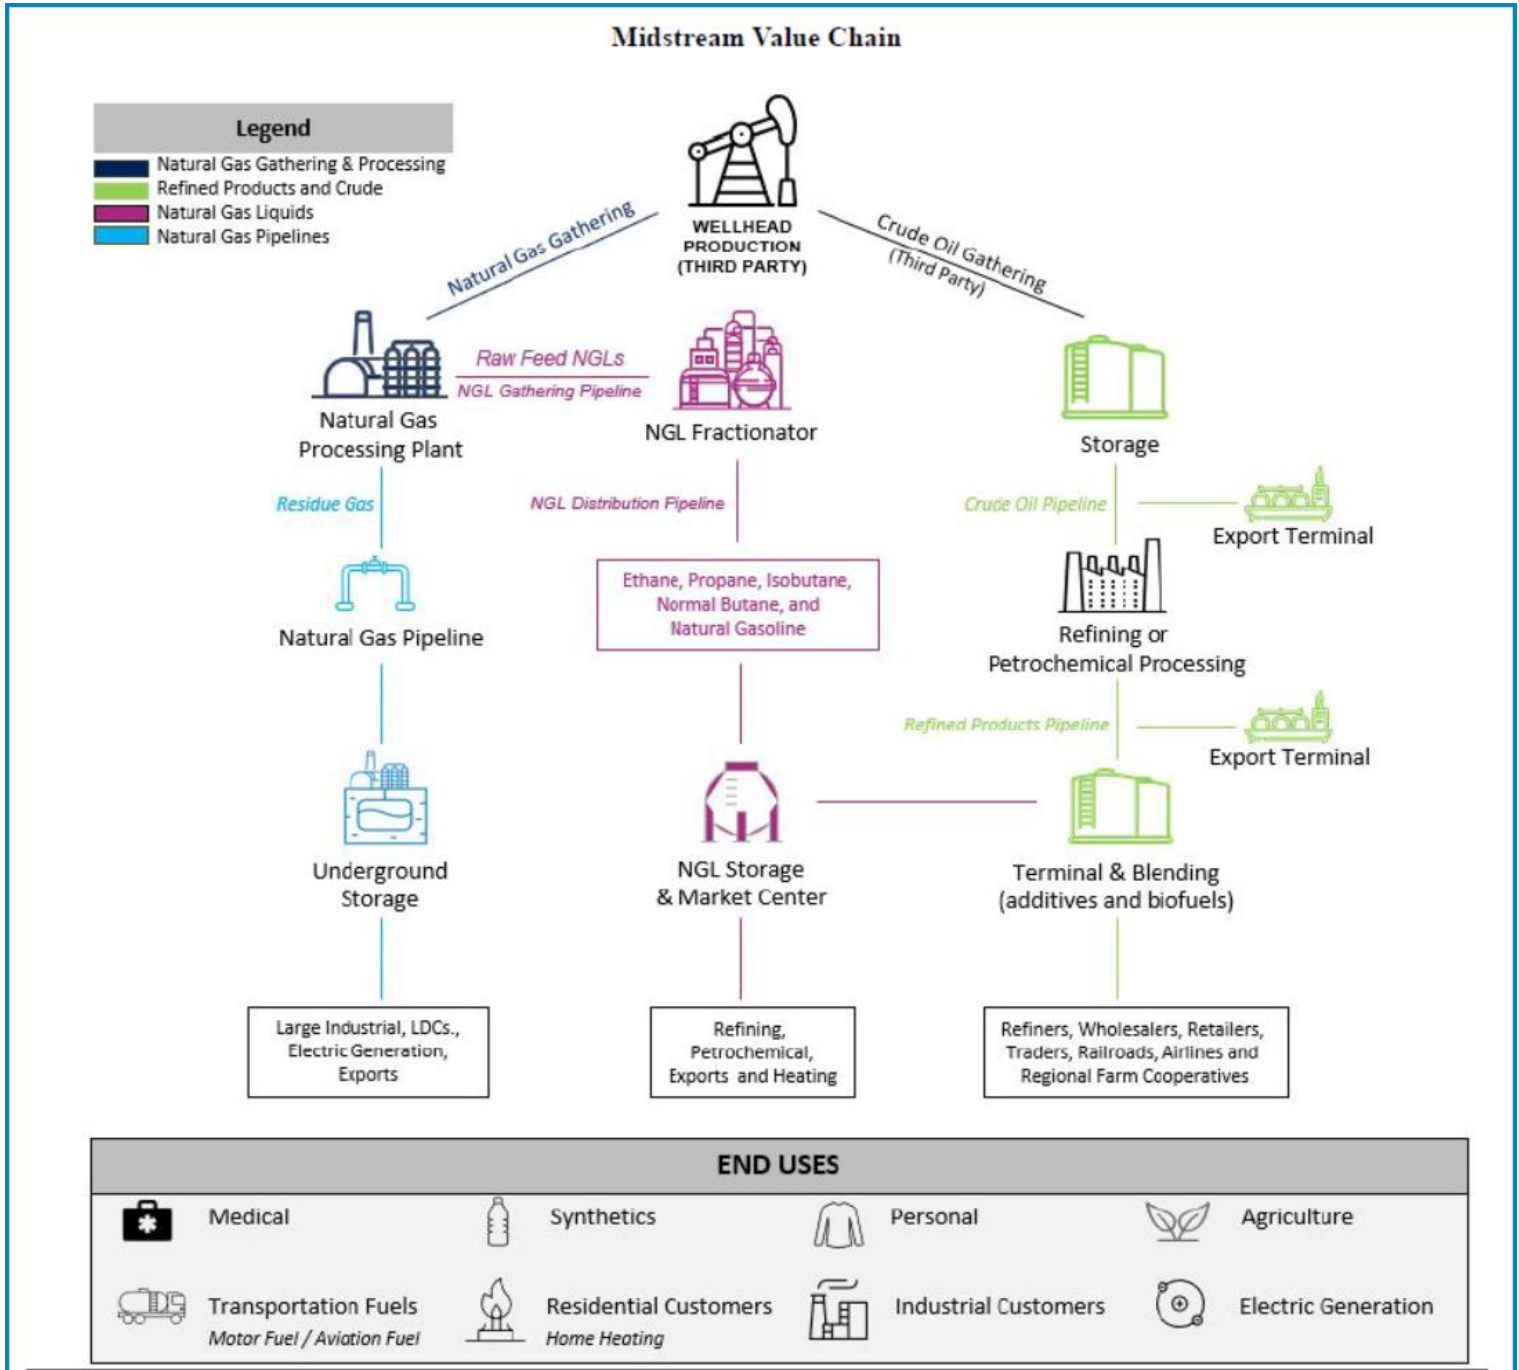 Midstream Value Chain
Legend
Natural Gas Gathering & Processing
Refined Products and Crude
Natural Gas Liquids
Natural Gas Pipelines
WELLHEAD
PRODUCTION
(THIRD PARTY)
Natural Gas Gathering
Crude Oil Gathering
(Third Party)
Raw Feed NGLs
NGL Gathering Pipeline
Natural Gas
Processing Plant
NGL Fractionator
Storage
Residue Gas
NGL Distribution Pipeline
Crude Oil Pipeline
Export Terminal
Ethane, Propane, Isobutane,
Normal Butane, and
Natural Gasoline
Natural Gas Pipeline
Refining or
Petrochemical Processing
Refined Products Pipeline
Export Terminal
Underground
Storage
NGL Storage
& Market Center
Terminal & Blending
(additives and biofuels)
Large Industrial, LDCs.,
Electric Generation,
Exports
Refining,
Petrochemical,
Exports and Heating
Refiners, Wholesalers, Retailers,
Traders, Railroads, Airlines and
Regional Farm Cooperatives
END USES
Medical
Synthetics
Personal
Agriculture
Transportation Fuels
Motor Fuel / Aviation Fuel
Residential Customers
Home Heating
Industrial Customers
Electric Generation